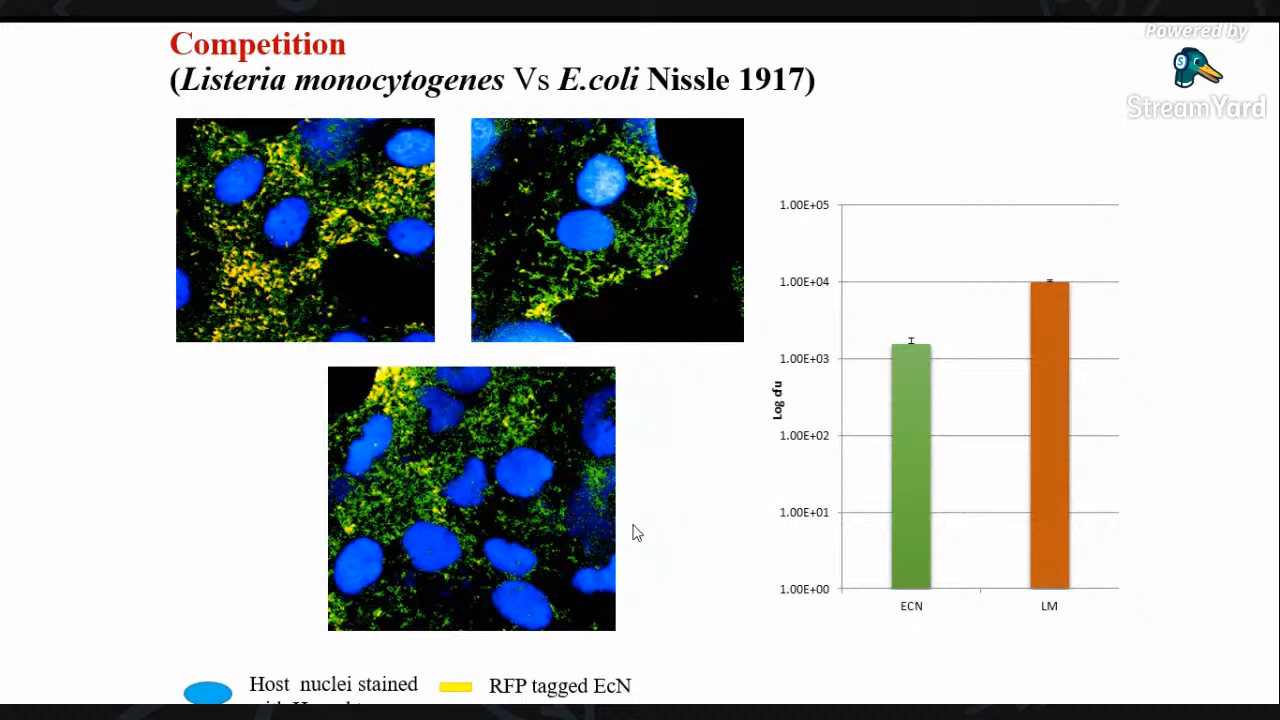 Competition
(Listeria monocytogenes Vs E.coli Nissle 1917)
Powered by
StreamYard
1.00E+05
1.00E+04
1.00E+03
1.00E+02
1.00E+01
1.00E+00
Log cfu
ECN LM
Host nuclei stained
RFP tagged EcN